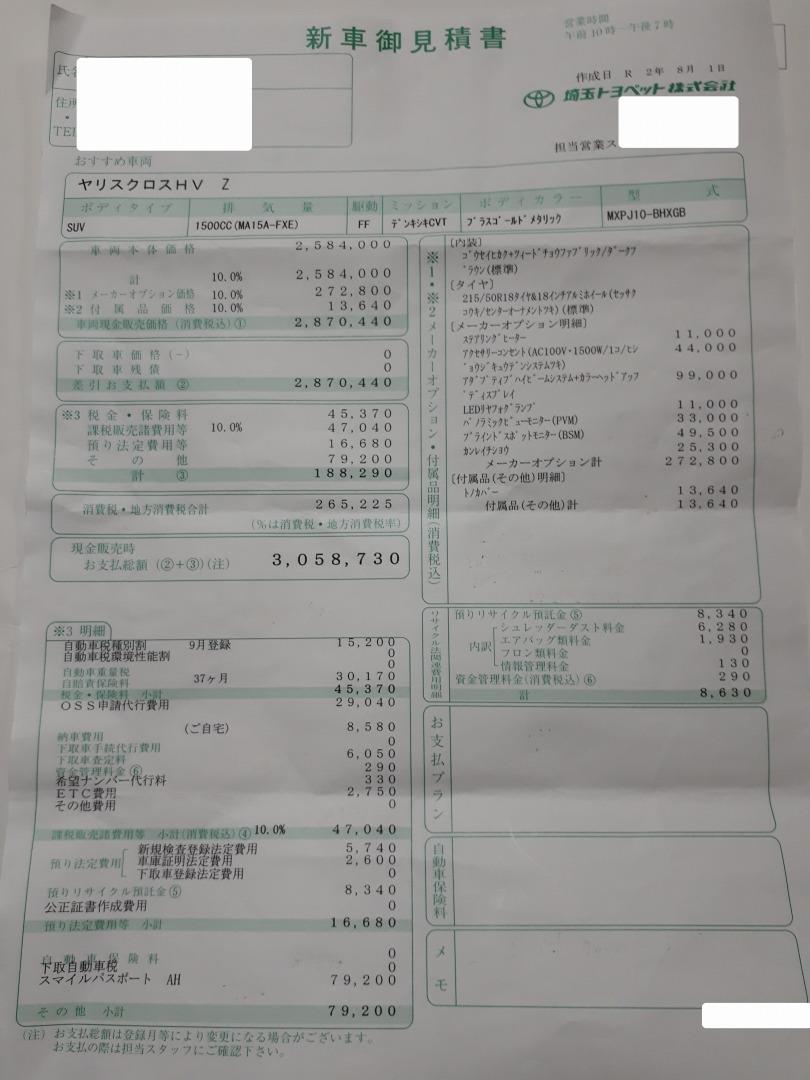 新車御見積書
営業時間
午前10時～午後7時
作成日 R 2年 8月 1日
埼玉トヨペット株式会社
氏
住所
・
TEL
担当営業ス
おすすめ車両
ヤリスクロスHV Z
ボディタイプ 排気量 駆動 ミッション ボディカラー 型式
SUV 1500CC(MA15A-FXE) FF デンキシキCVT ブラスゴールドメタリック MXPJ10-BHXGB
車両本体価格 2,584,000
計 10.0% 2,584,000
※1 メーカーオプション価格 10.0% 272,800
※2 付属品価格 10.0% 13,640
車両現金販売価格(消費税込)① 2,870,440
下取車価格(-) 0
下取車残債 0
差引お支払額② 2,870,440
※3 税金・保険料 45,370
課税販売諸費用等 10.0% 47,040
預り法定費用等 16,680
その他 79,200
計 ③ 188,290
消費税・地方消費税合計 265,225
(%は消費税・地方消費税率)
現金販売時
お支払総額(②+③)(注) 3,058,730
※1・※2メーカーオプション・付属品明細(消費税込)
[内装]
ゴウセイヒカク+ツィードチョウファブリック/ダークブ
ラウン(標準)
[タイヤ]
215/50R18タイヤ&18インチアルミホイール(セッサク
コウキ/センターオーナメントツキ)(標準)
[メーカーオプション明細]
ステアリングヒーター 11,000
アクセサリーコンセント(AC100V・1500W/1コ/ヒジ 44,000
ョウジキュウデンシステムツキ)
アダプティブハイビームシステム+カラーヘッドアップ 99,000
ディスプレイ
LEDリヤフォグランプ 11,000
パノラミックビューモニター(PVM) 33,000
ブラインドスポットモニター(BSM) 49,500
カンレイチショウ 25,300
メーカーオプション計 272,800
[付属品(その他)明細]
トノカバー 13,640
付属品(その他)計 13,640
※3 明細
自動車税種別割 9月登録 15,200
自動車税環境性能割 0
自動車重量税 0
自賠責保険料 37ヶ月 30,170
税金・保険料 小計 45,370
OSS申請代行費用 29,040
納車費用 (ご自宅) 8,580
下取車手続代行費用 0
下取車査定料 6,050
資金管理料金⑥ 290
希望ナンバー代行料 330
ETC費用 2,750
その他費用 0
課税販売諸費用等 小計(消費税込)④ 10.0% 47,040
預り法定費用
新規検査登録法定費用 5,740
車庫証明法定費用 2,600
下取車登録法定費用 0
預りリサイクル預託金⑤ 8,340
公正証書作成費用 0
預り法定費用等 小計 16,680
自動車保険料 0
下取自動車税 0
スマイルパスポート AH 79,200
その他 小計 79,200
リサイクル法関連費用明細
預りリサイクル預託金⑤ 8,340
内訳
シュレッダーダスト料金 6,280
エアバッグ類料金 1,930
フロン類料金 0
情報管理料金 130
資金管理料金(消費税込)⑥ 290
計 8,630
お支払プラン
自動車保険料
メモ
(注) お支払総額は登録月等により変更になる場合がございます。
お支払の際は担当スタッフにご確認下さい。